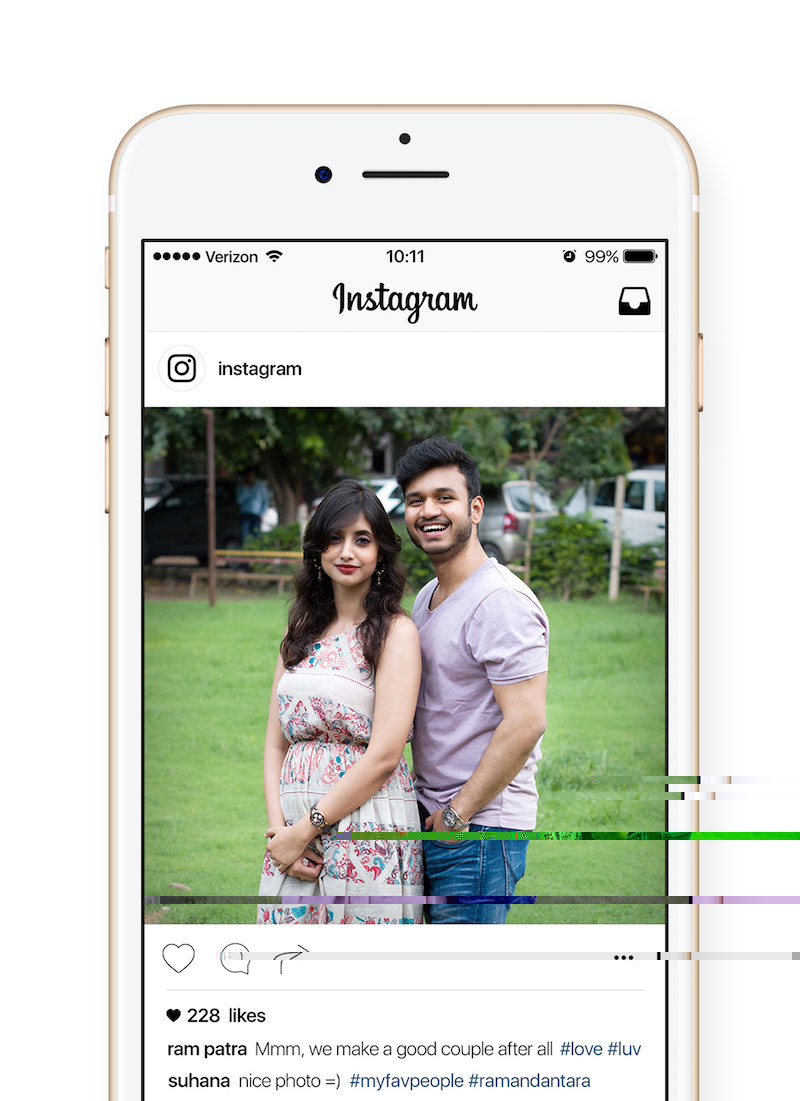 Verizon 10:11 99%
Instagram
instagram
228 likes
ram patra Mmm, we make a good couple after all #love #luv
suhana nice photo =) #myfavpeople #ramandantara